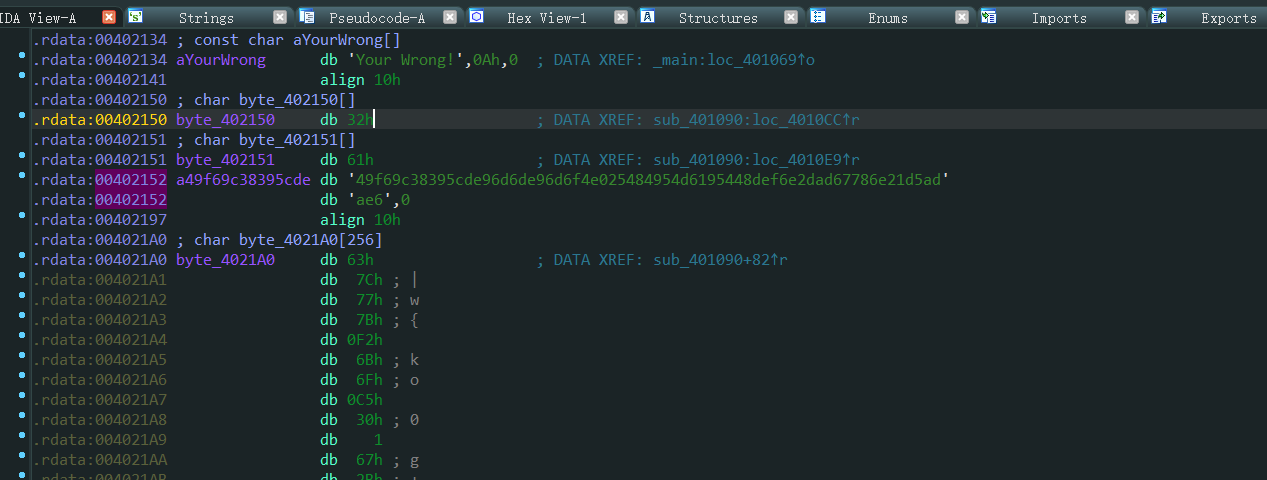 IDA View-A Strings Pseudocode-A Hex View-1 Structures Enums Imports Exports
.rdata:00402134 ; const char aYourWrong[]
.rdata:00402134 aYourWrong db 'Your Wrong!',0Ah,0 ; DATA XREF: _main:loc_401069↑o
.rdata:00402141 align 10h
.rdata:00402150 ; char byte_402150[]
.rdata:00402150 byte_402150 db 32h ; DATA XREF: sub_401090:loc_4010CC↑r
.rdata:00402151 ; char byte_402151[]
.rdata:00402151 byte_402151 db 61h ; DATA XREF: sub_401090:loc_4010E9↑r
.rdata:00402152 a49f69c38395cde db '49f69c38395cde96d6de96d6f4e025484954d6195448def6e2dad67786e21d5ad'
.rdata:00402152 db 'ae6',0
.rdata:00402197 align 10h
.rdata:004021A0 ; char byte_4021A0[256]
.rdata:004021A0 byte_4021A0 db 63h ; DATA XREF: sub_401090+82↑r
.rdata:004021A1 db 7Ch ; |
.rdata:004021A2 db 77h ; w
.rdata:004021A3 db 7Bh ; {
.rdata:004021A4 db 0F2h
.rdata:004021A5 db 6Bh ; k
.rdata:004021A6 db 6Fh ; o
.rdata:004021A7 db 0C5h
.rdata:004021A8 db 30h ; 0
.rdata:004021A9 db 1
.rdata:004021AA db 67h ; g
.rdata:004021AB db 2Bh ; +